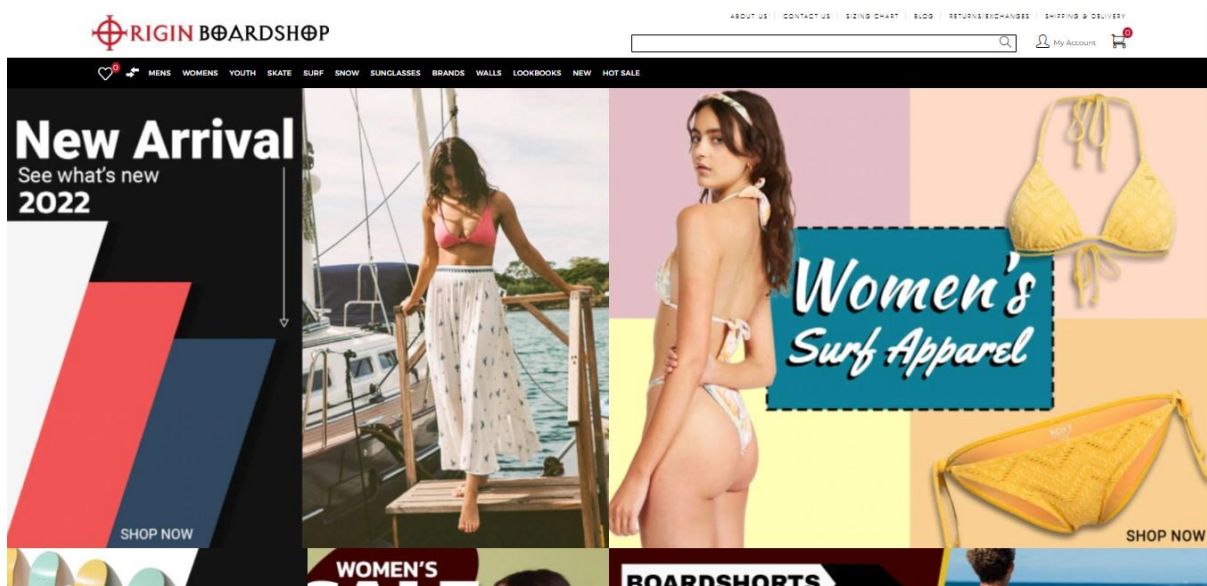 ABOUT US | CONTACT US | SIZING CHART | BLOG | RETURNS/EXCHANGES | SHIPPING & DELIVERY
ORIGIN BOARDSHOP
My Account
0
0
MENS WOMENS YOUTH SKATE SURF SNOW SUNGLASSES BRANDS WALLS LOOKBOOKS NEW HOT SALE
New Arrival
See what's new
2022
SHOP NOW
Women's
Surf Apparel
ROXY
SHOP NOW
WOMEN'S
SALE
BOARDSHORTS